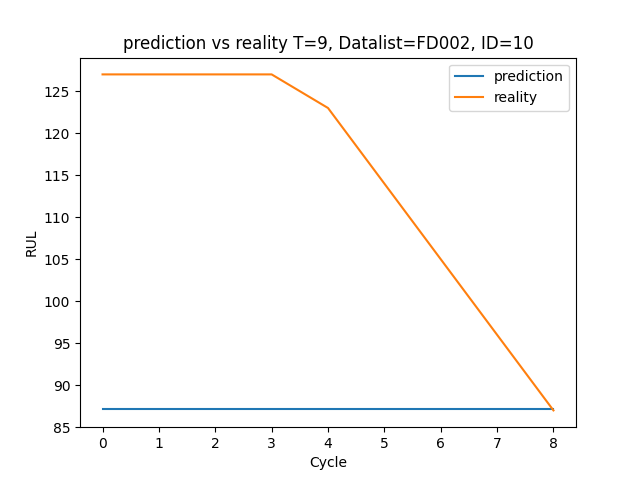 prediction vs reality T=9, Datalist=FD002, ID=10
prediction
reality
RUL
125
120
115
110
105
100
95
90
85
0 1 2 3 4 5 6 7 8
Cycle